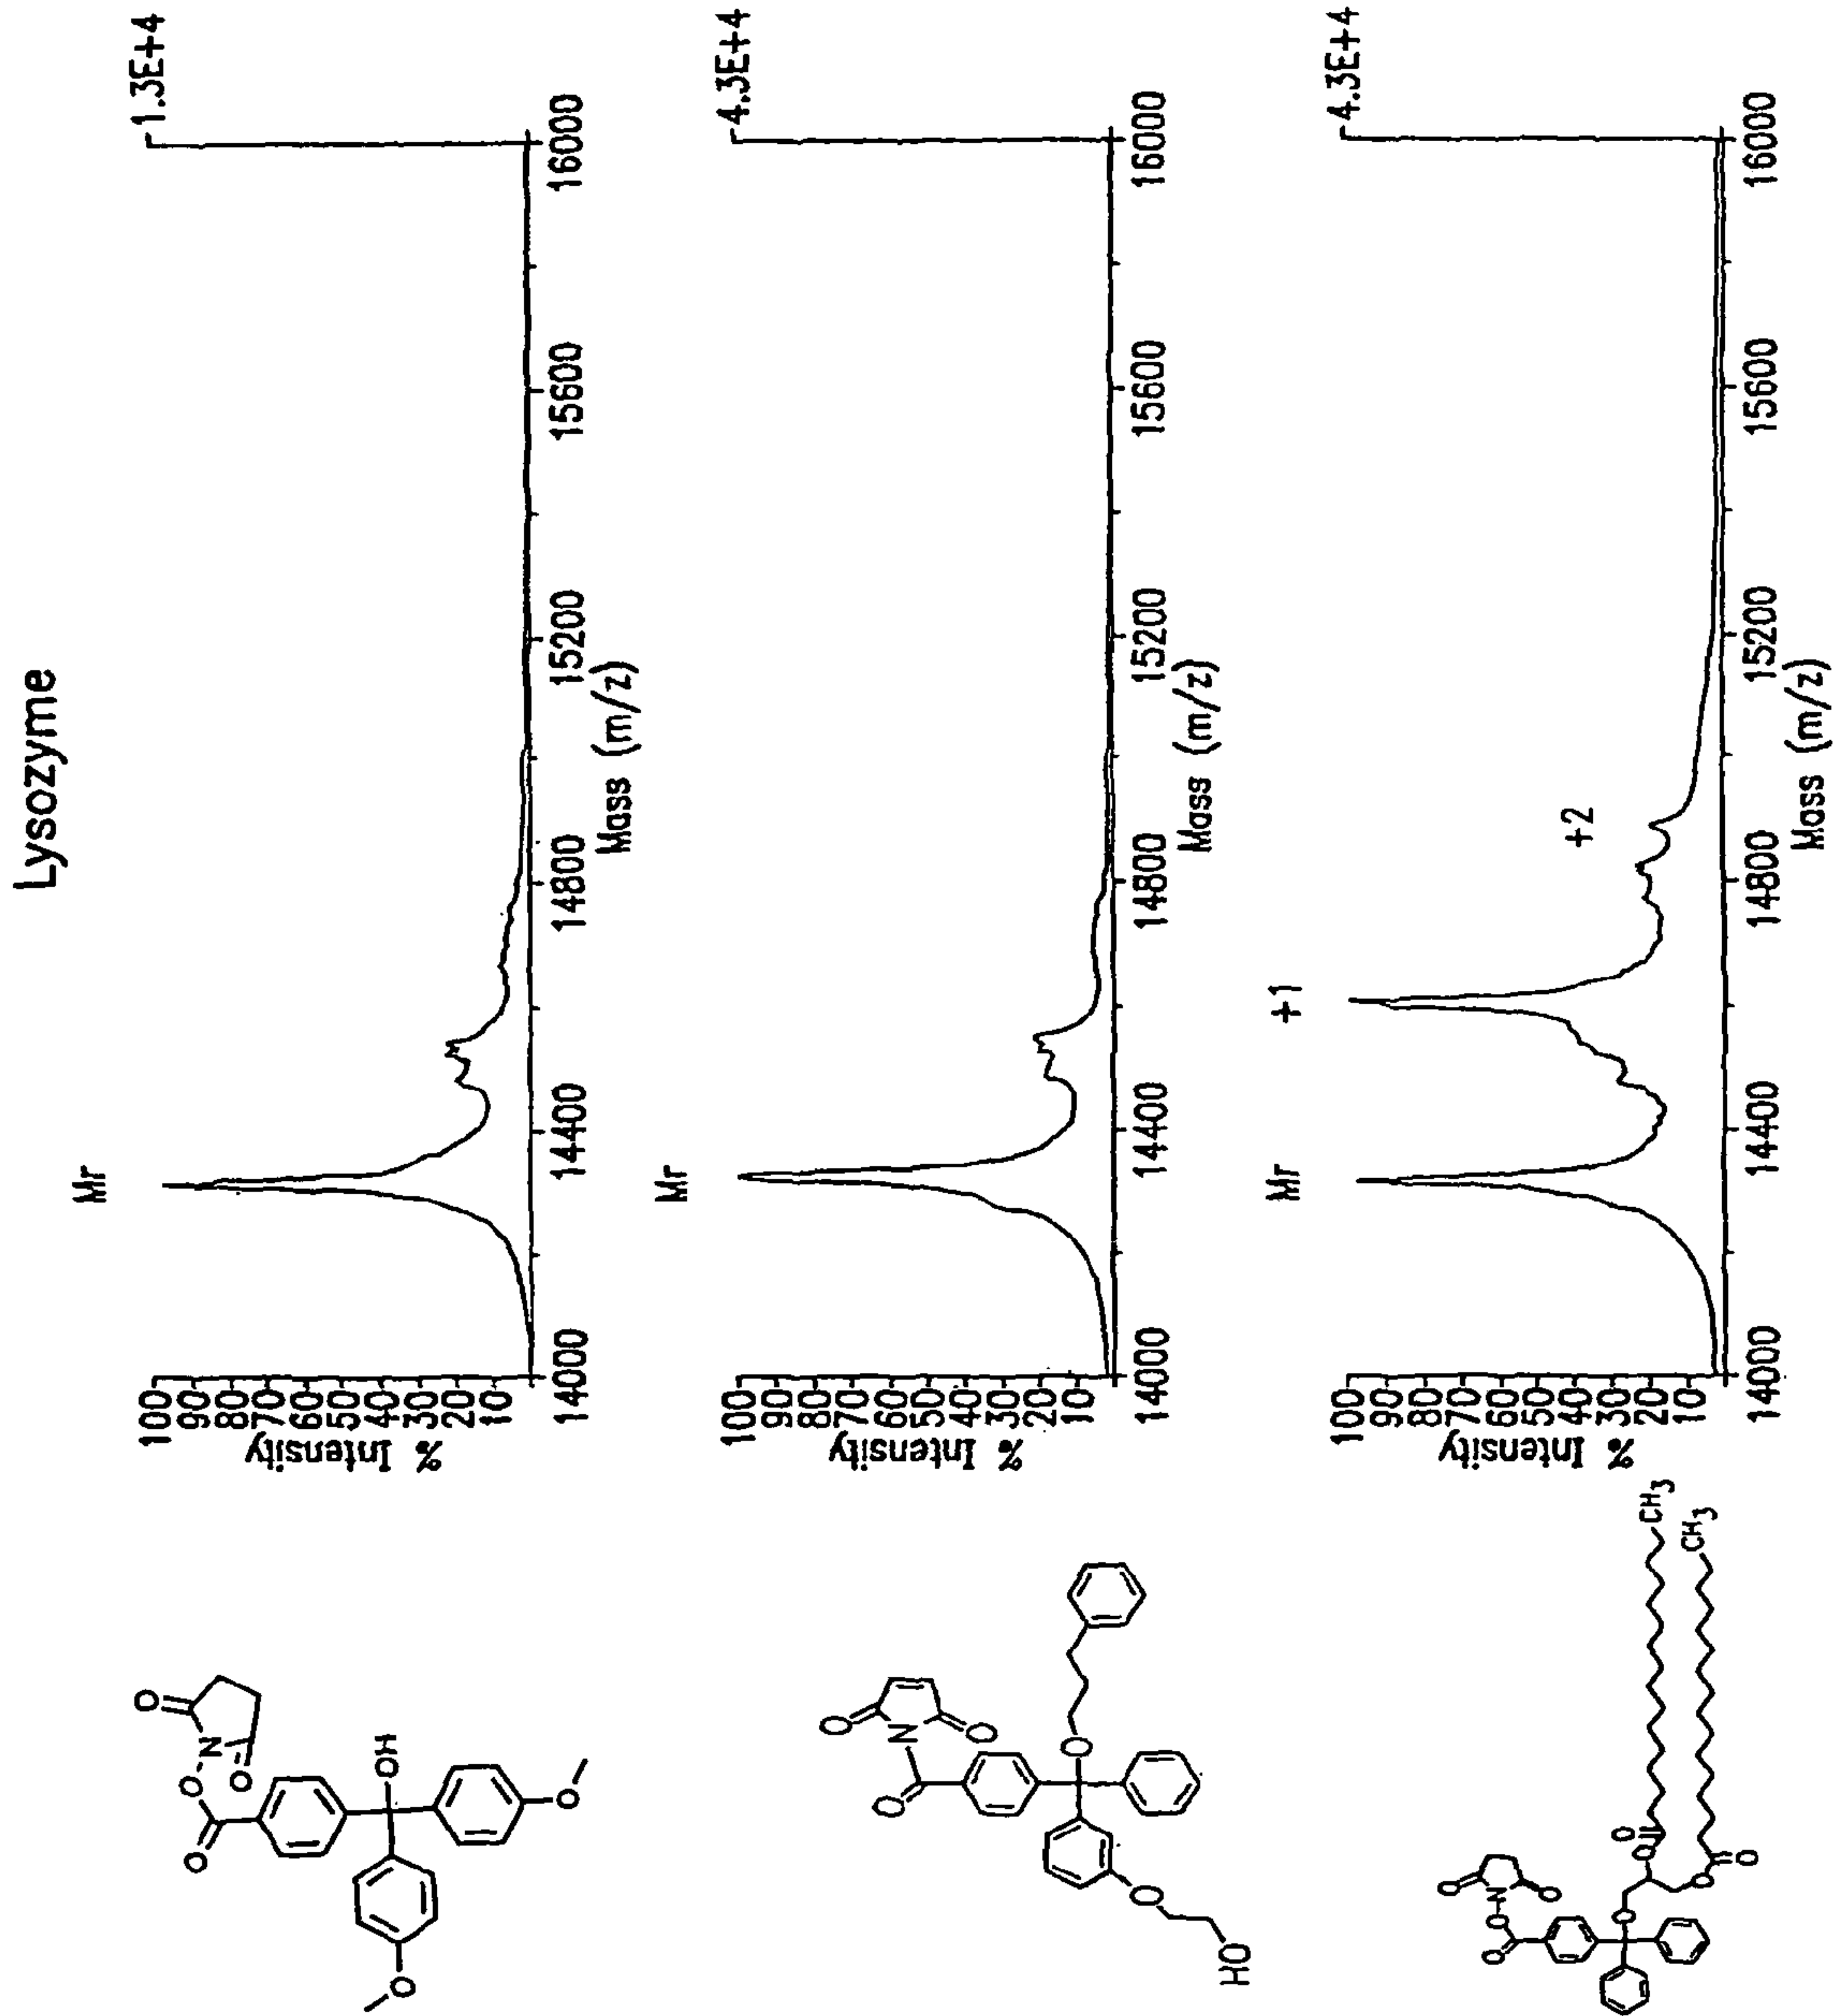 Lysozyme
O
N
O
O
O
OH
O
O
Mr
1.3E+4
100
90
80
70
60
50
40
30
20
10
% Intensity
14000 14400 14800 15200 15600 16000
Mass (m/z)
O
N
O
O
O
O
HO
Mr
4.3E+4
100
90
80
70
60
50
40
30
20
10
% Intensity
14000 14400 14800 15200 15600 16000
Mass (m/z)
O
N
O
O
O
O
O
O
CH3
O
O
CH3
Mr +1 +2
4.3E+4
100
90
80
70
60
50
40
30
20
10
% Intensity
14000 14400 14800 15200 15600 16000
Mass (m/z)